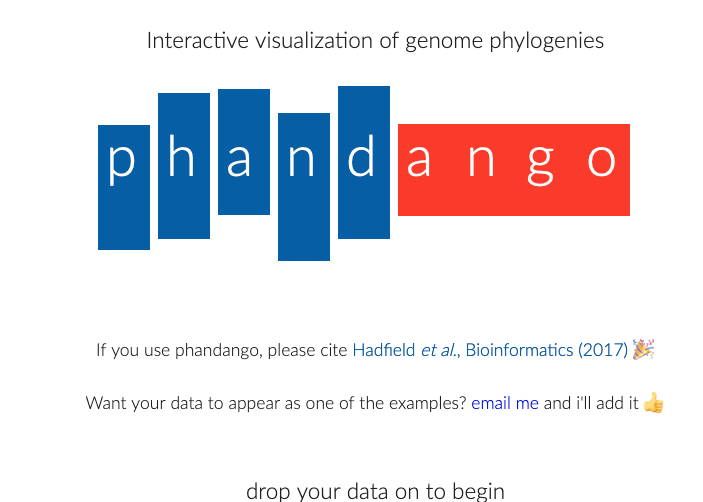 Interactive visualization of genome phylogenies
phandango
If you use phandango, please cite Hadfield et al., Bioinformatics (2017) 🎉
Want your data to appear as one of the examples? email me and i'll add it 👍
drop your data on to begin